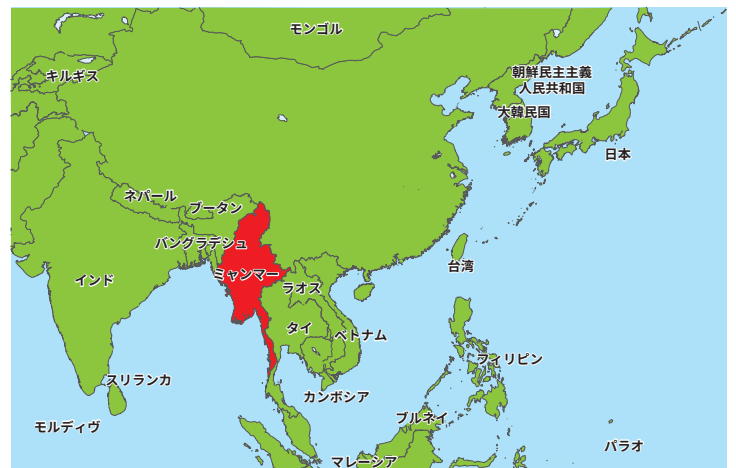 モンゴル
キルギス
朝鮮民主主義
人民共和国
大韓民国
日本
ネパール
ブータン
バングラデシュ
台湾
ミャンマー
インド
ラオス
タイ
ベトナム
フィリピン
スリランカ
カンボジア
ブルネイ
モルディヴ
パラオ
マレーシア